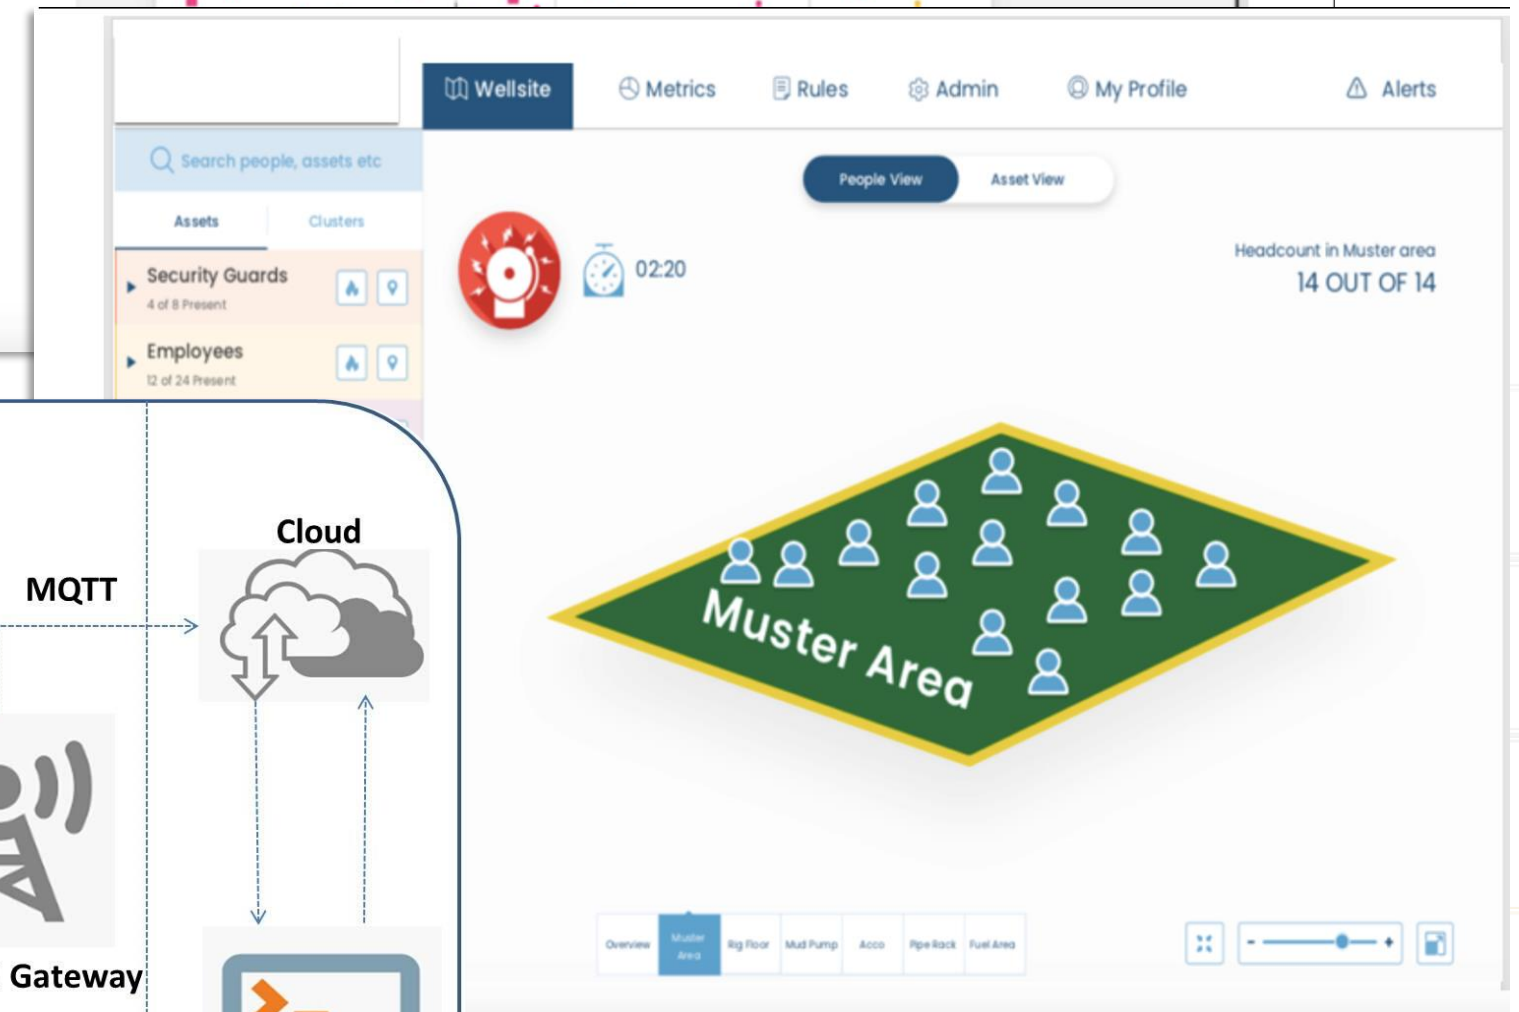 Wellsite
Metrics
Rules
Admin
My Profile
Alerts
Search people, assets etc
People View
Asset View
Assets
Clusters
Security Guards
4 of 8 Present
Employees
12 of 24 Present
02:20
Headcount in Muster area
14 OUT OF 14
Muster Area
Cloud
MQTT
Gateway
Overview
Muster
Area
Rig Floor
Mud Pump
Acco
Pipe Rack
Fuel Area
-
+